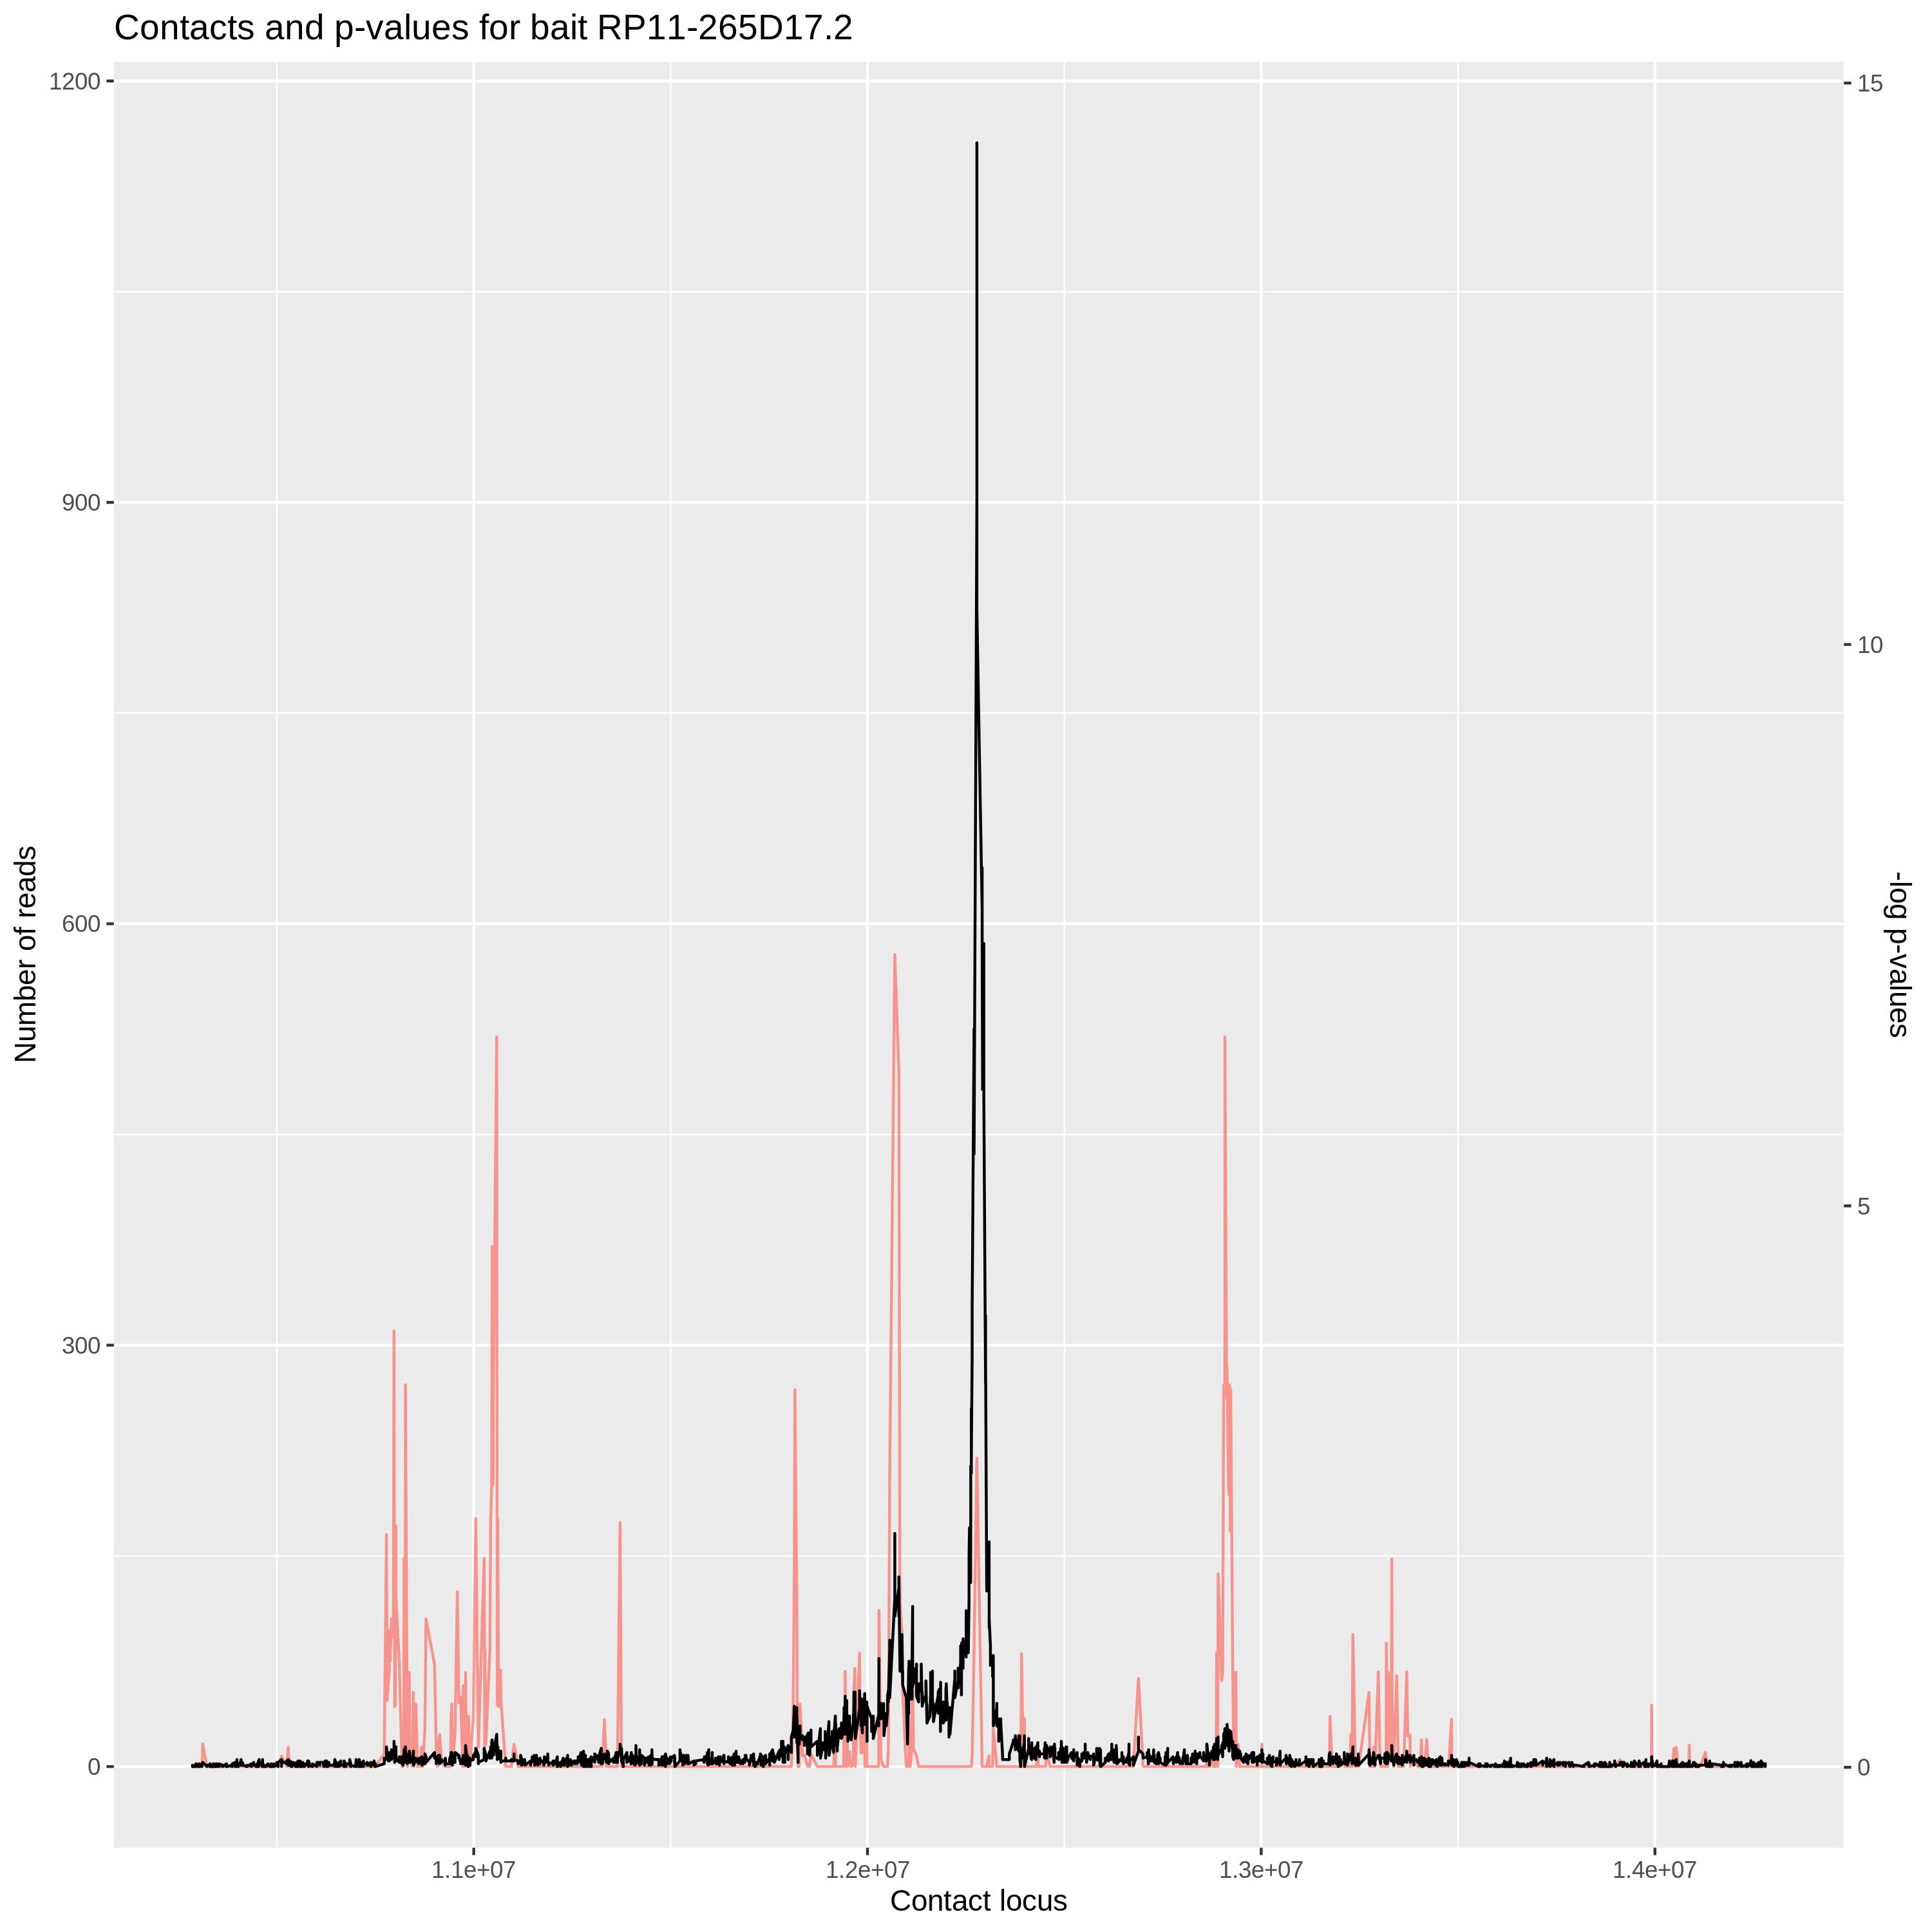 Contacts and p-values for bait RP11-265D17.2
1200
900
600
300
0
Number of reads
15
10
5
0
-log p-values
1.1e+07
1.2e+07
1.3e+07
1.4e+07
Contact locus